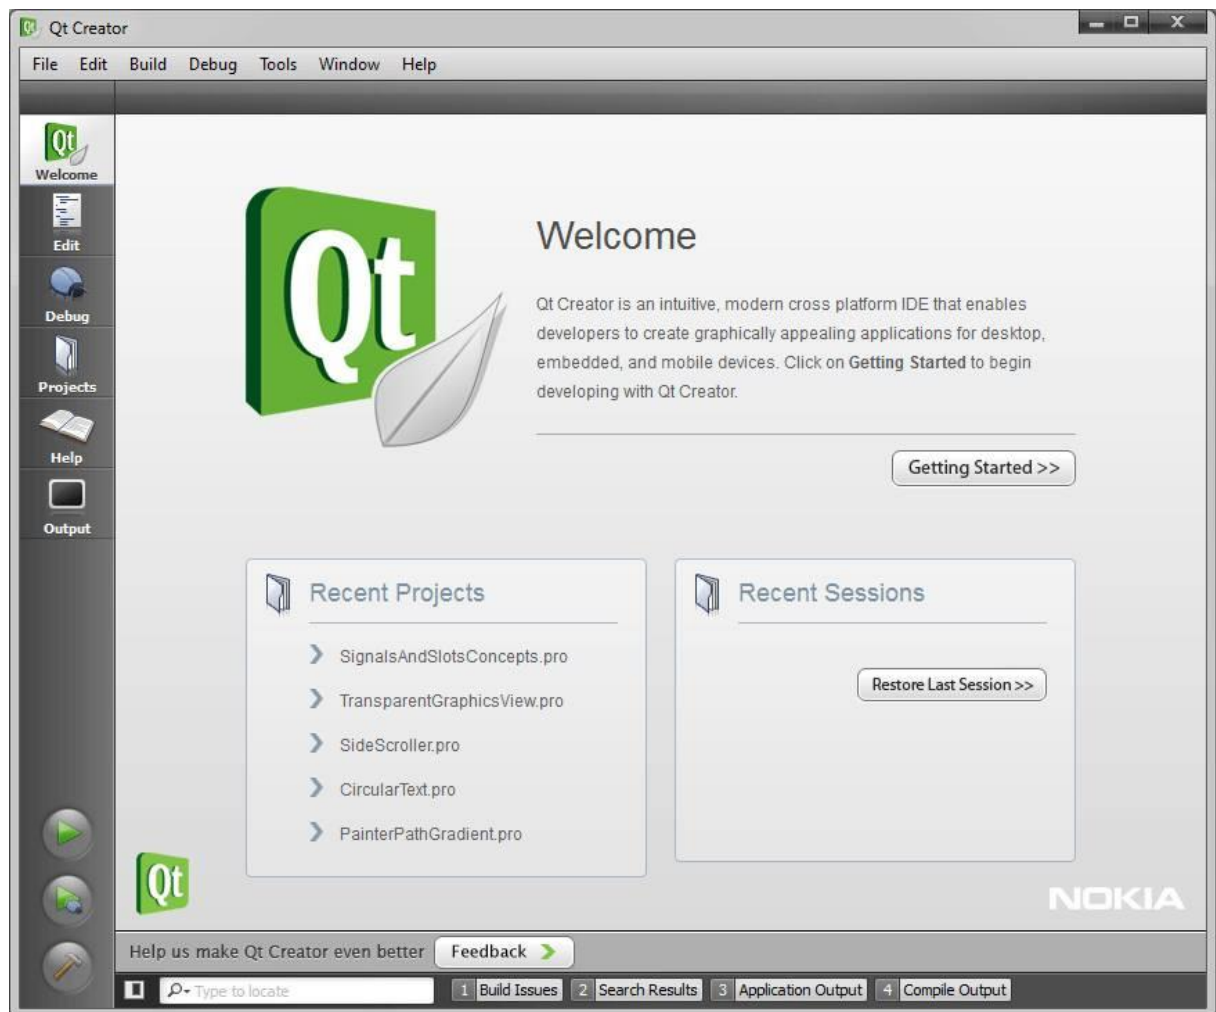 Qt Creator
File Edit Build Debug Tools Window Help
Qt
Welcome
Edit
Debug
Projects
Help
Output
Qt
Welcome
Qt Creator is an intuitive, modern cross platform IDE that enables
developers to create graphically appealing applications for desktop,
embedded, and mobile devices. Click on Getting Started to begin
developing with Qt Creator.
Getting Started >>
Recent Projects
SignalsAndSlotsConcepts.pro
TransparentGraphicsView.pro
SideScroller.pro
CircularText.pro
PainterPathGradient.pro
Recent Sessions
Restore Last Session >>
Qt
NOKIA
Help us make Qt Creator even better Feedback
Type to locate 1 Build Issues 2 Search Results 3 Application Output 4 Compile Output